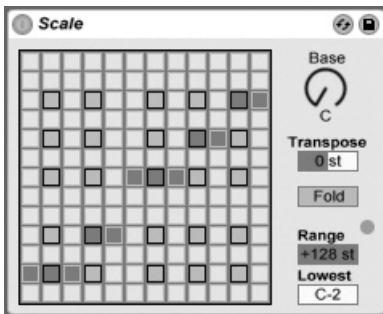 Scale
Base
C
Transpose
0 st
Fold
Range
+128 st
Lowest
C-2